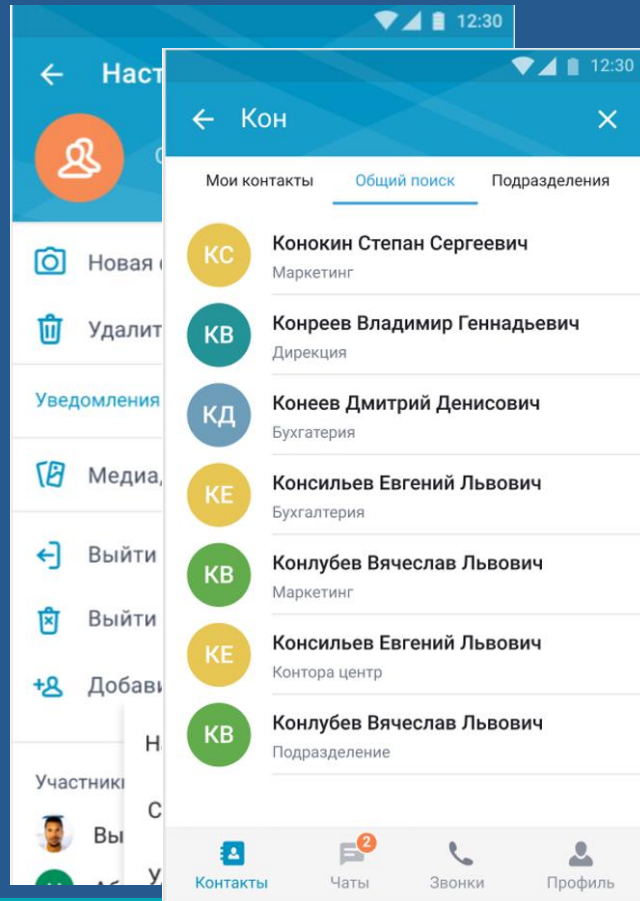 12:30
Наст
Новая
Удалит
Уведомления
Медиа,
Выйти
Выйти
Добави
Участники
Вы
12:30
Кон
Мои контакты Общий поиск Подразделения
КС
Конокин Степан Сергеевич
Маркетинг
КВ
Конреев Владимир Геннадьевич
Дирекция
КД
Конеев Дмитрий Денисович
Бухгатерия
КЕ
Консильев Евгений Львович
Бухгалтерия
КВ
Конлубев Вячеслав Львович
Маркетинг
КЕ
Консильев Евгений Львович
Контора центр
КВ
Конлубев Вячеслав Львович
Подразделение
2
Контакты Чаты Звонки Профиль